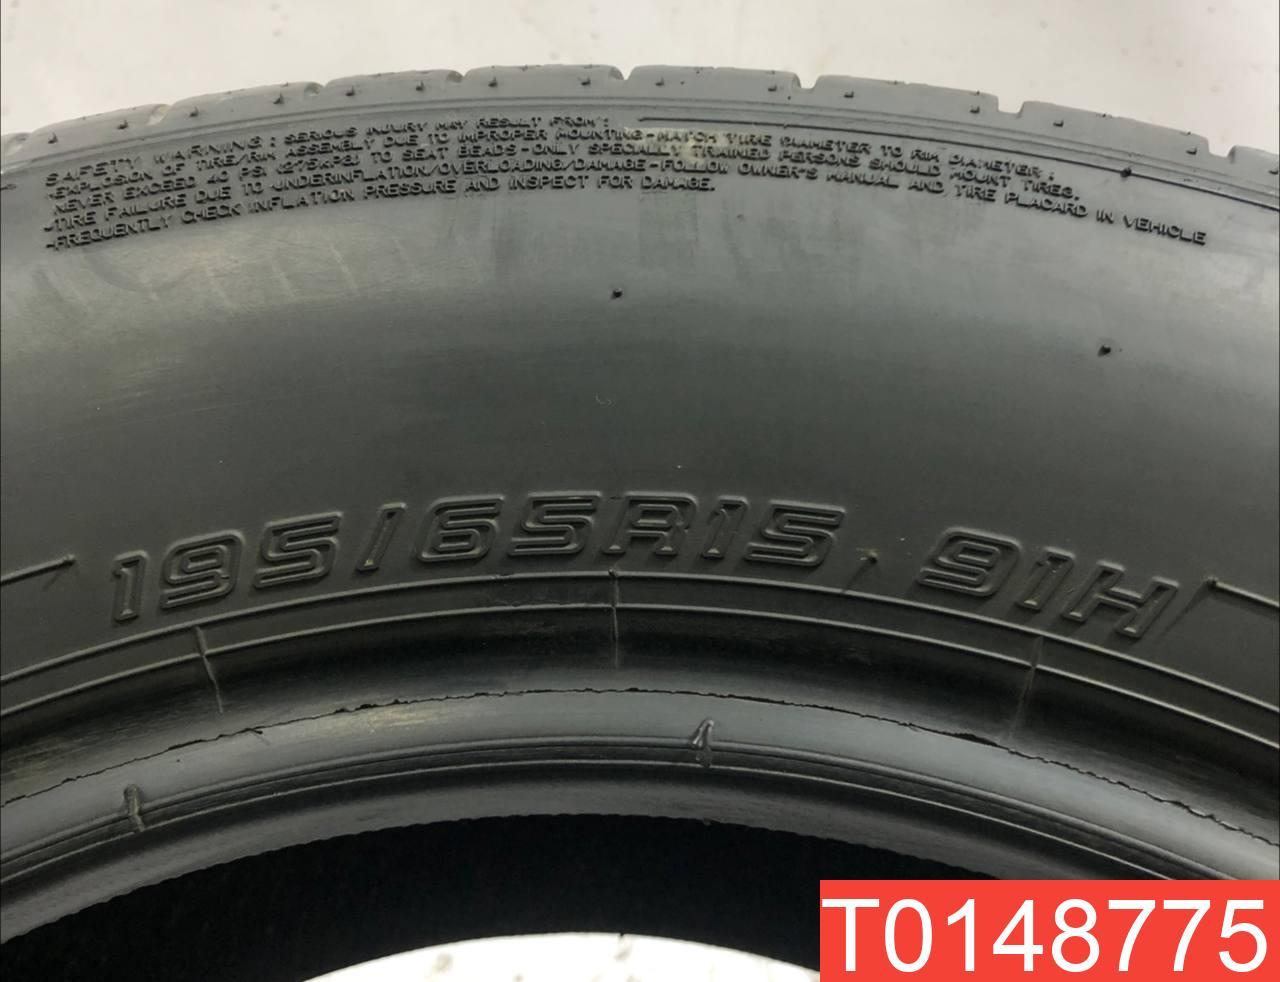 SAFETY WARNING : SERIOUS INJURY MAY RESULT FROM :
-EXPLOSION OF TIRE/RIM ASSEMBLY DUE TO IMPROPER MOUNTING-MATCH TIRE DIAMETER TO RIM DIAMETER ;
NEVER EXCEED 40 PSI (275KPa) TO SEAT BEADS-ONLY SPECIALLY TRAINED PERSONS SHOULD MOUNT TIRES.
-TIRE FAILURE DUE TO UNDERINFLATION/OVERLOADING/DAMAGE-FOLLOW OWNER'S MANUAL AND TIRE PLACARD IN VEHICLE
-FREQUENTLY CHECK INFLATION PRESSURE AND INSPECT FOR DAMAGE.
195/65R15 91H
T0148775